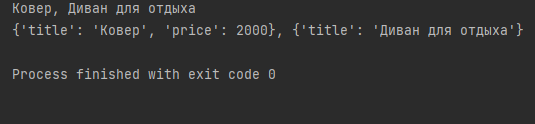 Ковер, Диван для отдыха
{'title': 'Ковер', 'price': 2000}, {'title': 'Диван для отдыха'}
Process finished with exit code 0